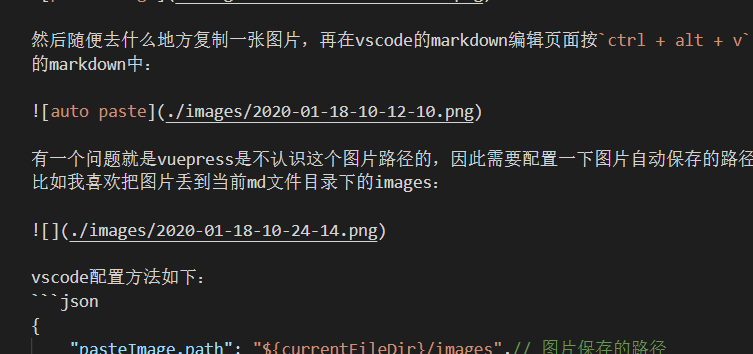 然后随便去什么地方复制一张图片，再在vscode的markdown编辑页面按`ctrl + alt + v`
的markdown中：
![auto paste](./images/2020-01-18-10-12-10.png)
有一个问题就是vuepress是不认识这个图片路径的，因此需要配置一下图片自动保存的路径
比如我喜欢把图片丢到当前md文件目录下的images：
![](./images/2020-01-18-10-24-14.png)
vscode配置方法如下：
```json
{
"pasteImage.path": "${currentFileDir}/images",// 图片保存的路径